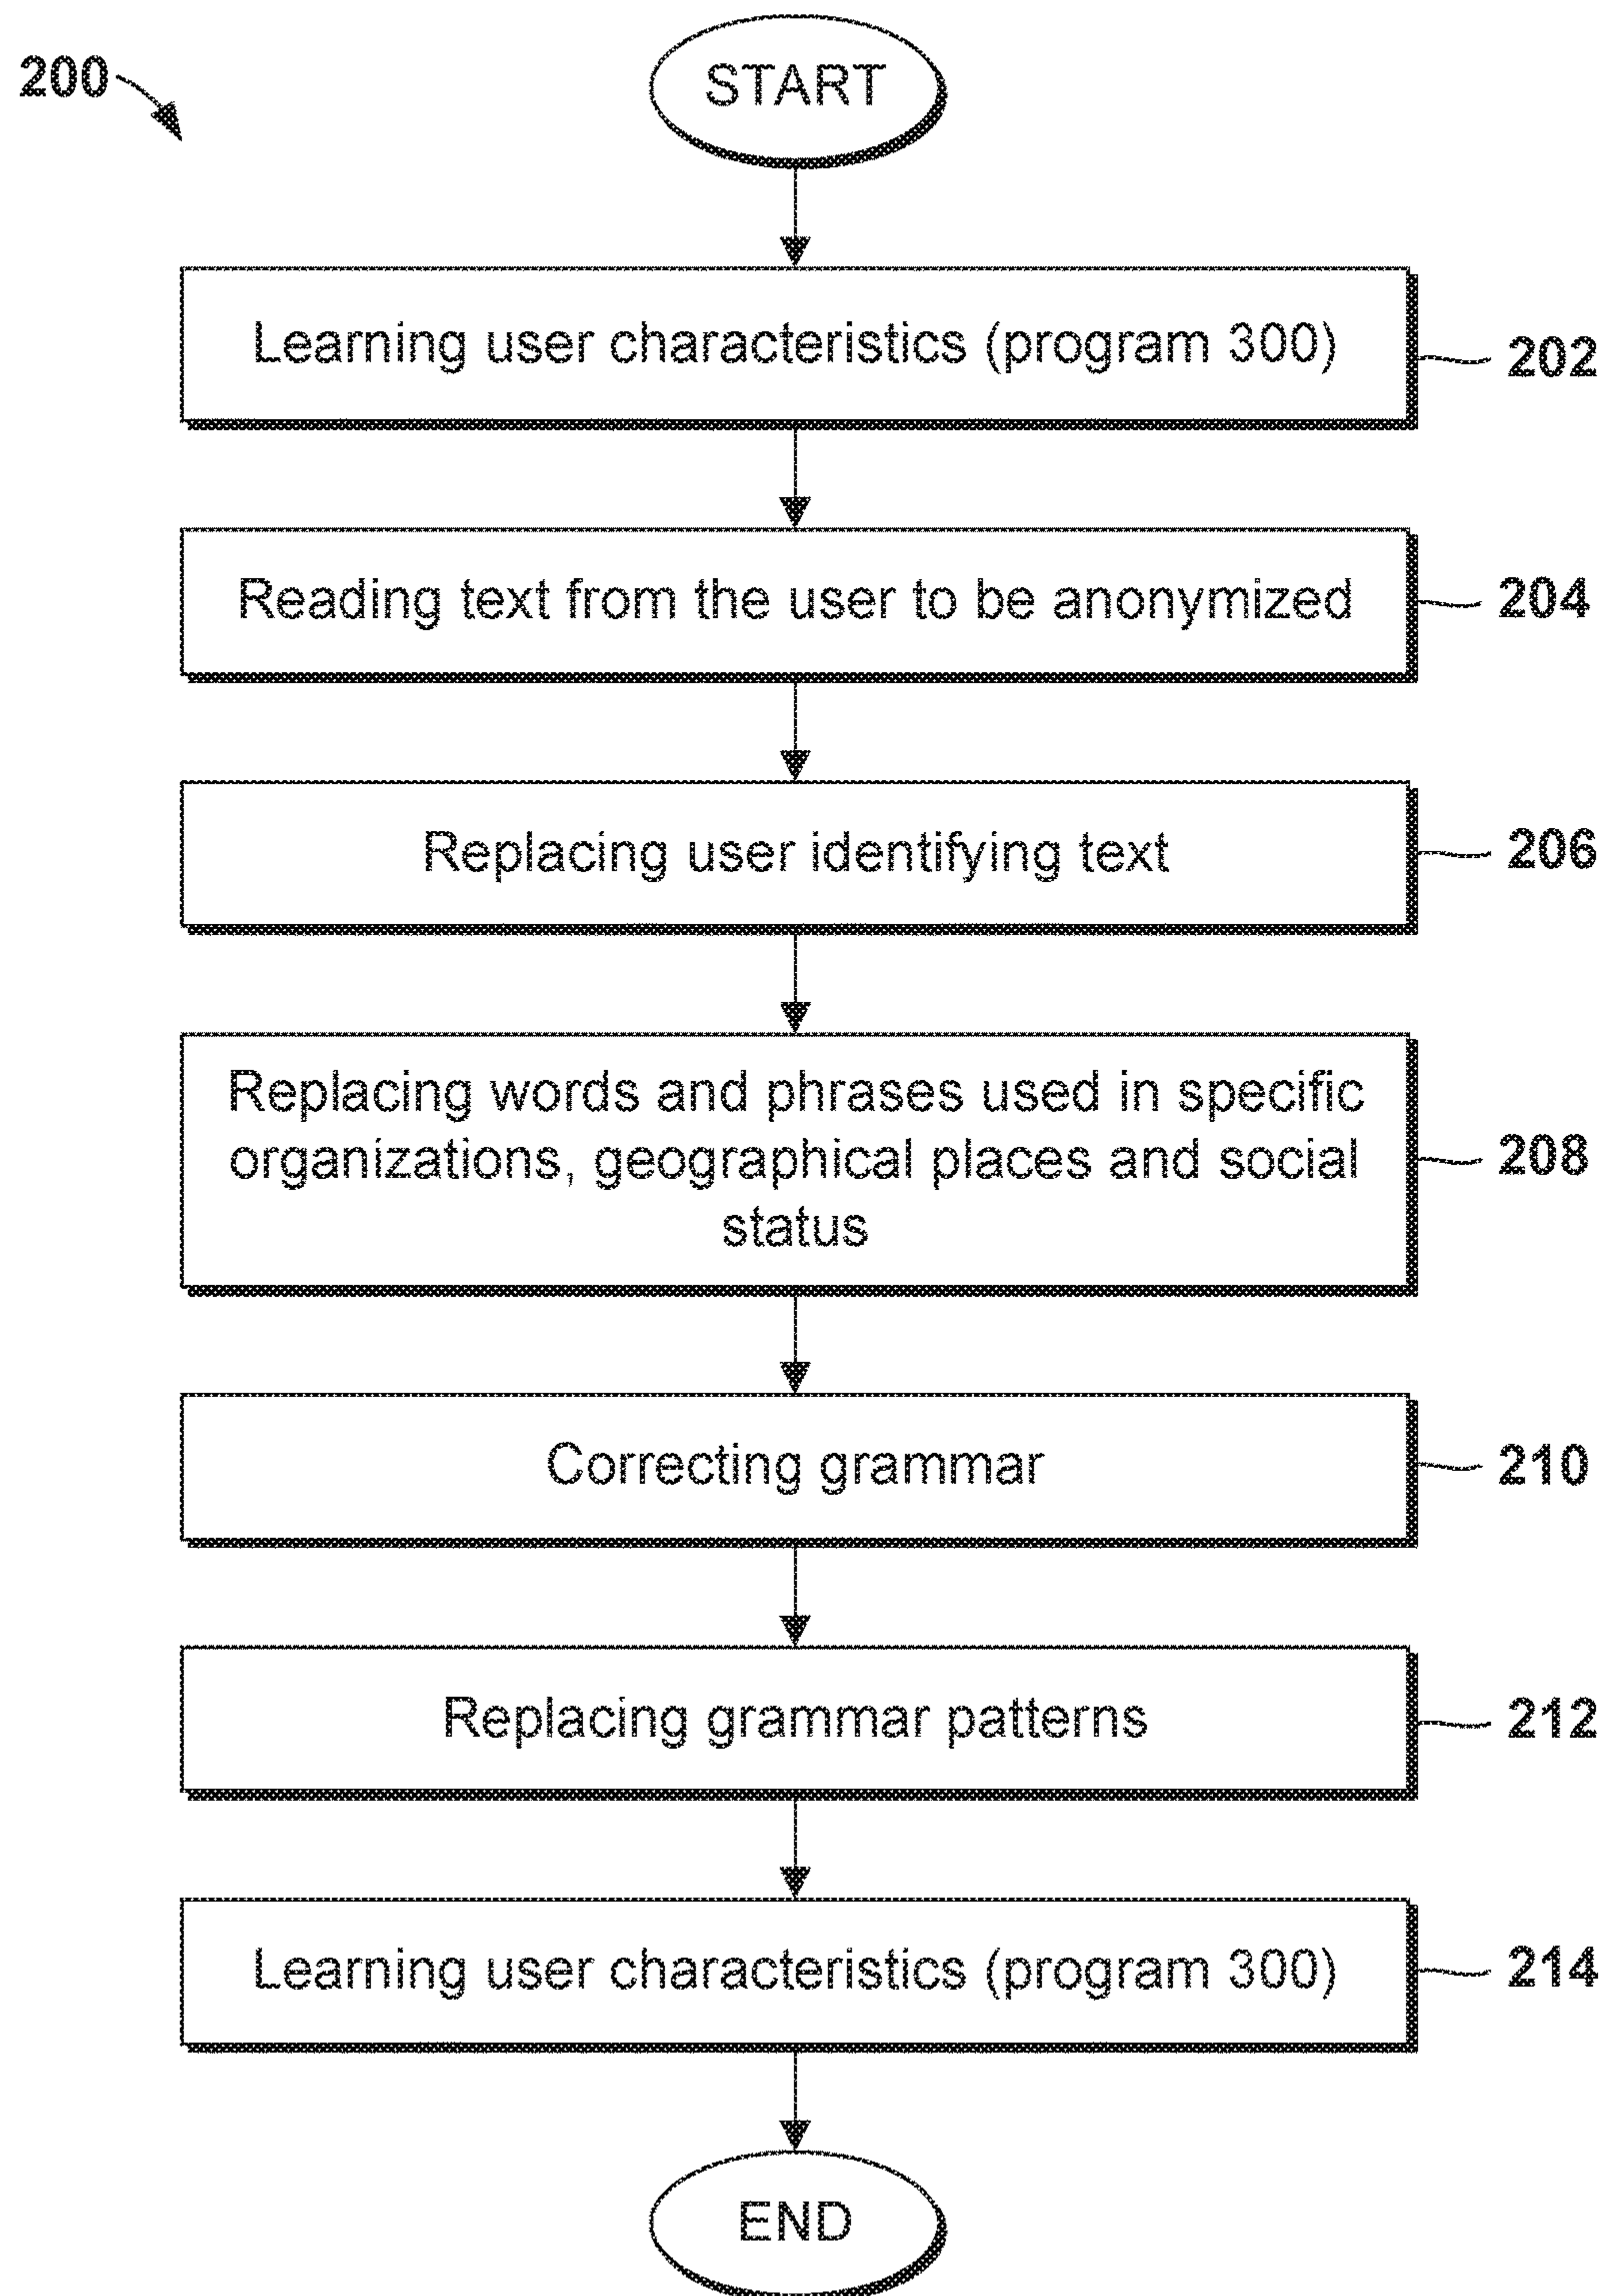 200
START
Learning user characteristics (program 300)
202
Reading text from the user to be anonymized
204
Replacing user identifying text
206
Replacing words and phrases used in specific
organizations, geographical places and social
status
208
Correcting grammar
210
Replacing grammar patterns
212
Learning user characteristics (program 300)
214
END